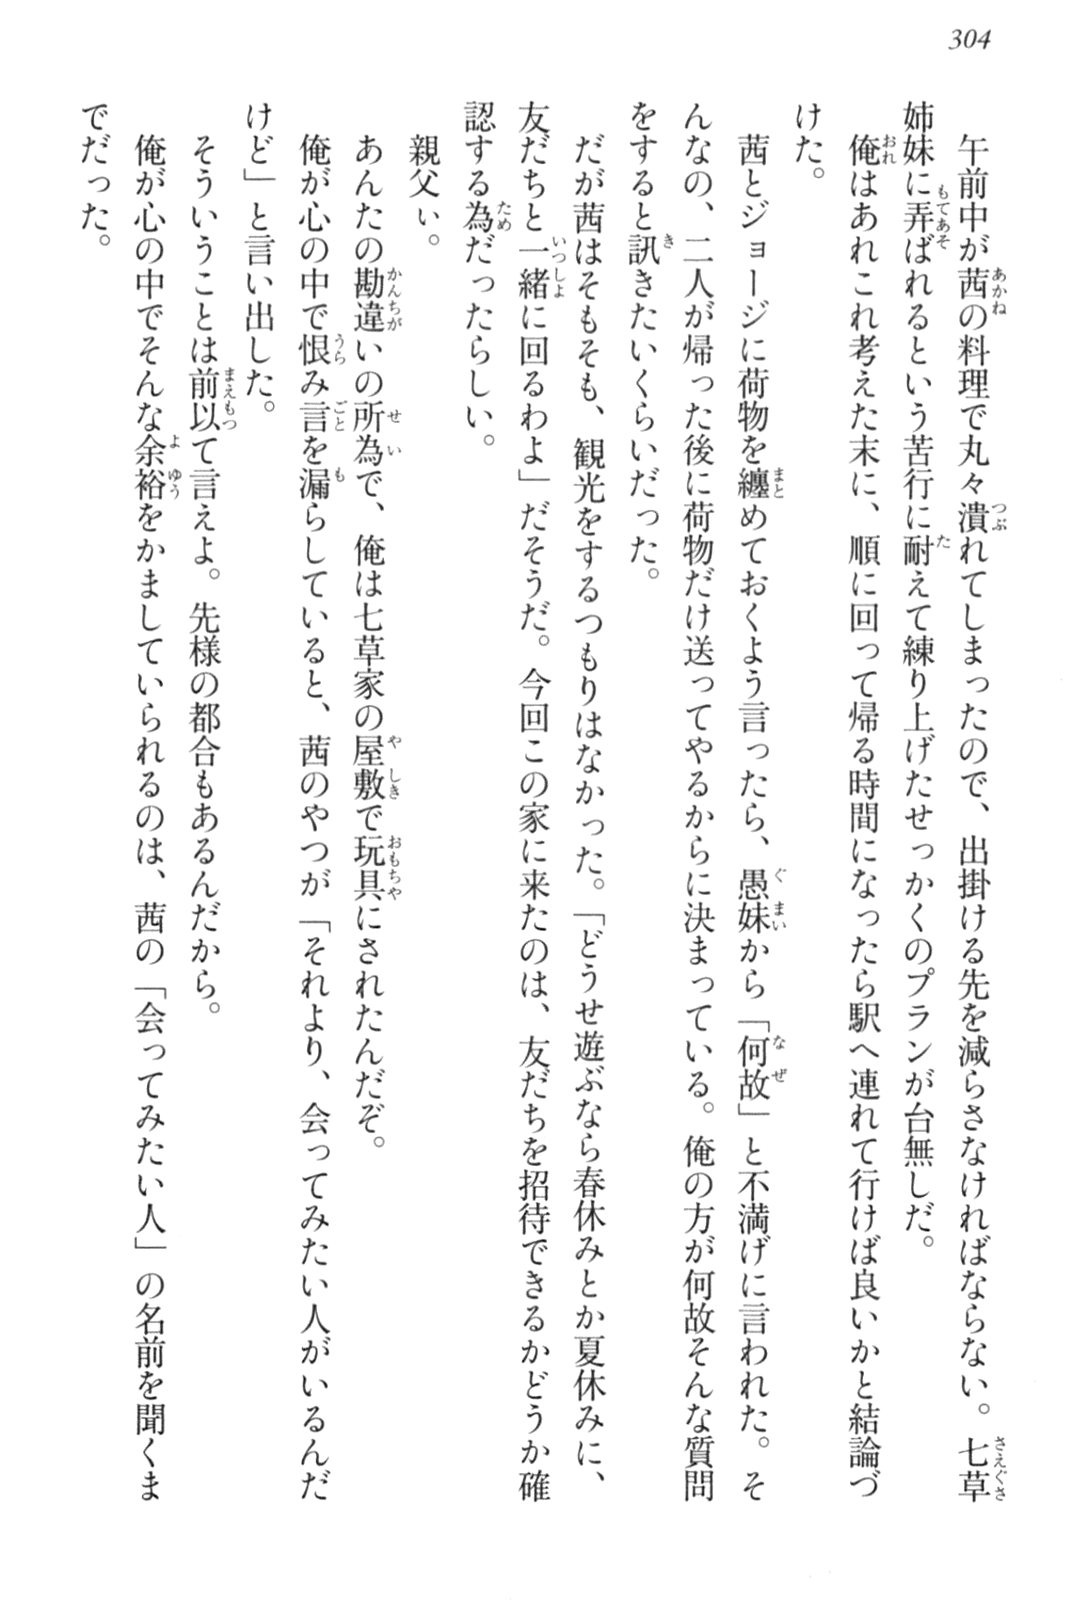 304
　午前中が茜の料理で丸々潰れてしまったので、出掛ける先を減らさなければならない。七草
姉妹に弄ばれるという苦行に耐えて練り上げたせっかくのプランが台無しだ。
　俺はあれこれ考えた末に、順に回って帰る時間になったら駅へ連れて行けば良いかと結論づ
けた。
　茜とジョージに荷物を纏めておくよう言ったら、愚妹から「何故」と不満げに言われた。そ
んなの、二人が帰った後に荷物だけ送ってやるからに決まっている。俺の方が何故そんな質問
をすると訊きたいくらいだった。
　だが茜はそもそも、観光をするつもりはなかった。「どうせ遊ぶなら春休みとか夏休みに、
友だちと一緒に回るわよ」だそうだ。今回この家に来たのは、友だちを招待できるかどうか確
認する為だったらしい。
　親父ぃ。
　あんたの勘違いの所為で、俺は七草家の屋敷で玩具にされたんだぞ。
　俺が心の中で恨み言を漏らしていると、茜のやつが「それより、会ってみたい人がいるんだ
けど」と言い出した。
　そういうことは前以て言えよ。先様の都合もあるんだから。
　俺が心の中でそんな余裕をかましていられるのは、茜の「会ってみたい人」の名前を聞くま
でだった。